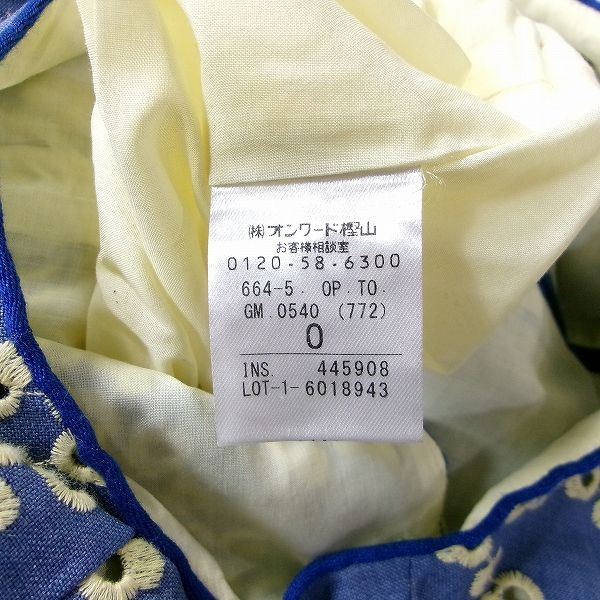 ㈱オンワード樫山
お客様相談室
0120-58-6300
664-5. OP. TO.
GM. 0540 (772)
0
INS. 445908
LOT-1-6018943